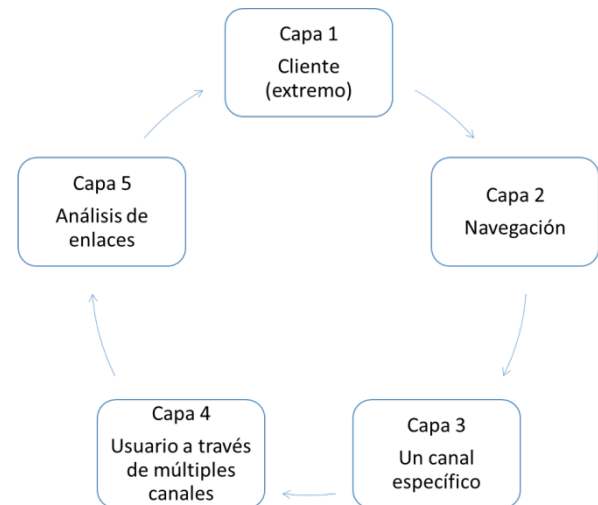 Capa 1
Cliente
(extremo)
Capa 2
Navegación
Capa 3
Un canal
específico
Capa 4
Usuario a través
de múltiples
canales
Capa 5
Análisis de
enlaces